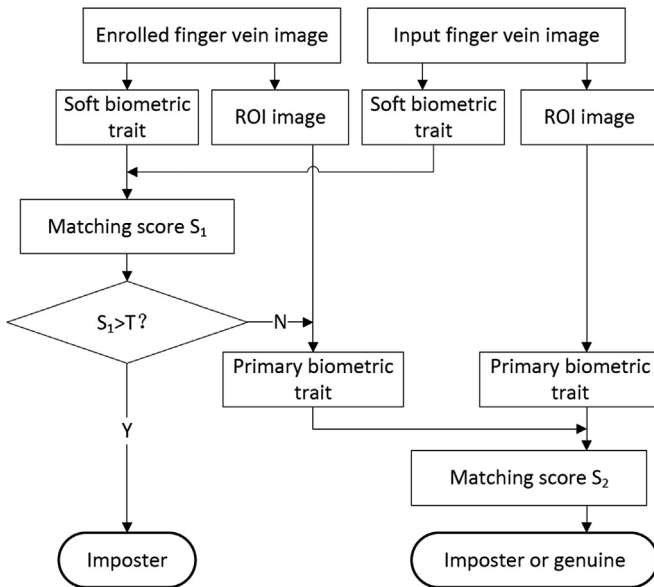 Enrolled finger vein image
Input finger vein image
Soft biometric
trait
ROI image
Soft biometric
trait
ROI image
Matching score S₁
S₁>T?
N
Primary biometric
trait
Primary biometric
trait
Y
Matching score S₂
Imposter
Imposter or genuine